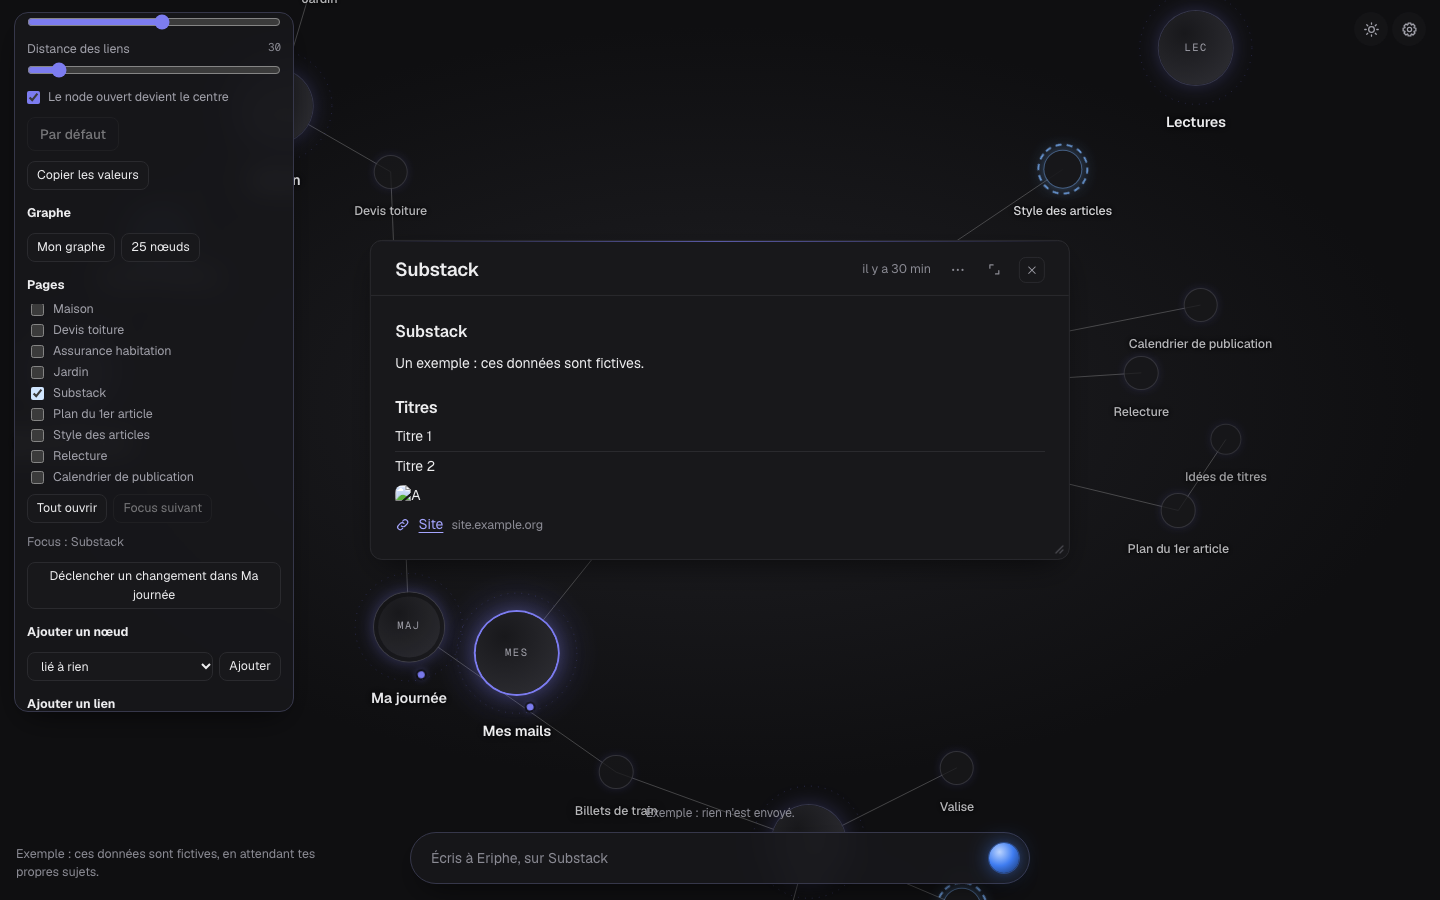 Jardin
Distance des liens
30
Le node ouvert devient le centre
Par défaut
Copier les valeurs
Graphe
Mon graphe
25 nœuds
Pages
Maison
Devis toiture
Assurance habitation
Jardin
Substack
Plan du 1er article
Style des articles
Relecture
Calendrier de publication
Tout ouvrir
Focus suivant
Focus : Substack
Déclencher un changement dans Ma
journée
Ajouter un nœud
lié à rien
Ajouter
Ajouter un lien
Exemple : ces données sont fictives, en attendant tes
propres sujets.
n
Devis toiture
LEC
Lectures
Style des articles
Substack
il y a 30 min
Substack
Un exemple : ces données sont fictives.
Titres
Titre 1
Titre 2
A
Site
site.example.org
Calendrier de publication
Relecture
Idées de titres
Plan du 1er article
MAJ
Ma journée
MES
Mes mails
Billets de train
Exemple : rien n'est envoyé.
Valise
Écris à Eriphe, sur Substack